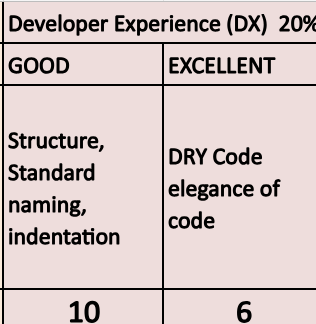 Developer Experience (DX) 20%
GOOD
EXCELLENT
Structure,
Standard
naming,
indentation
DRY Code
elegance of
code
10
6